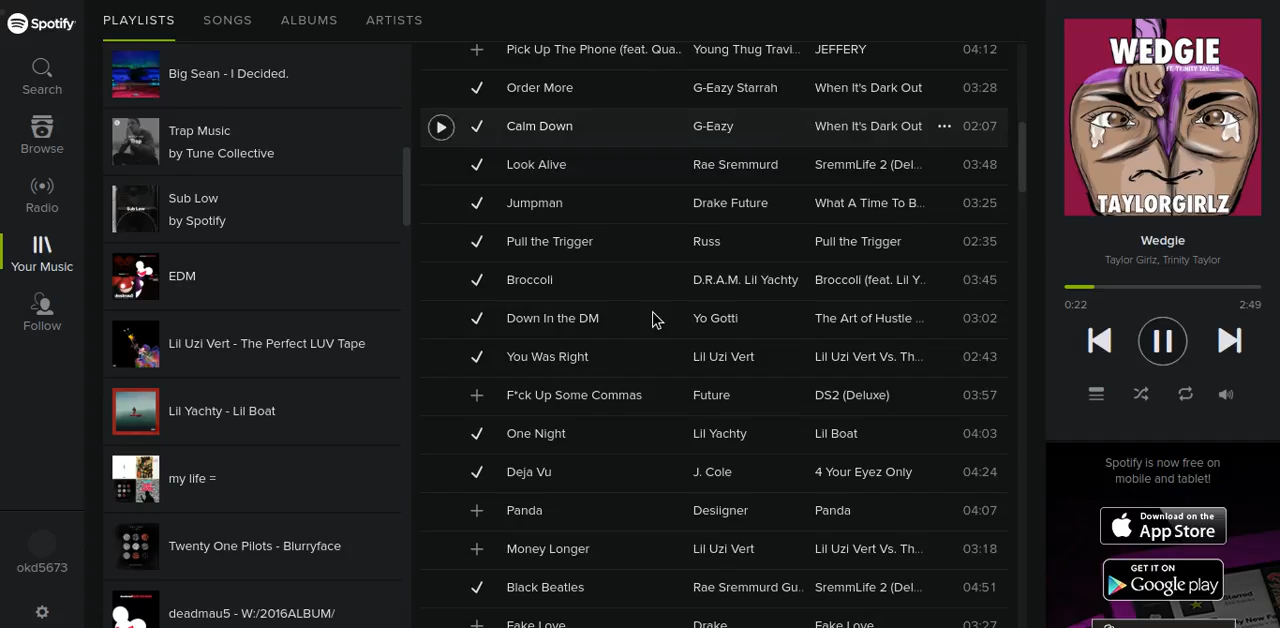 Spotify
Search
Browse
Radio
Your Music
Follow
okd5673
PLAYLISTS SONGS ALBUMS ARTISTS
Big Sean - I Decided.
Trap Music
by Tune Collective
Sub Low
by Spotify
EDM
Lil Uzi Vert - The Perfect LUV Tape
Lil Yachty - Lil Boat
my life =
Twenty One Pilots - Blurryface
deadmau5 - W:/2016ALBUM/
Pick Up The Phone (feat. Qua.. Young Thug Travi... JEFFERY 04:12
Order More G-Eazy Starrah When It's Dark Out 03:28
Calm Down G-Eazy When It's Dark Out ••• 02:07
Look Alive Rae Sremmurd SremmLife 2 (Del... 03:48
Jumpman Drake Future What A Time To B... 03:25
Pull the Trigger Russ Pull the Trigger 02:35
Broccoli D.R.A.M. Lil Yachty Broccoli (feat. Lil Y... 03:45
Down In the DM Yo Gotti The Art of Hustle ... 03:02
You Was Right Lil Uzi Vert Lil Uzi Vert Vs. Th... 02:43
F*ck Up Some Commas Future DS2 (Deluxe) 03:57
One Night Lil Yachty Lil Boat 04:03
Deja Vu J. Cole 4 Your Eyez Only 04:24
Panda Desiigner Panda 04:07
Money Longer Lil Uzi Vert Lil Uzi Vert Vs. Th... 03:18
Black Beatles Rae Sremmurd Gu.. SremmLife 2 (Del... 04:51
Fake Love Drake Fake Love 03:27
WEDGIE
FT. TRINITY TAYLOR
TAYLORGIRLZ
Wedgie
Taylor Girlz, Trinity Taylor
0:22 2:49
Spotify is now free on
mobile and tablet!
Download on the
App Store
GET IT ON
Google play